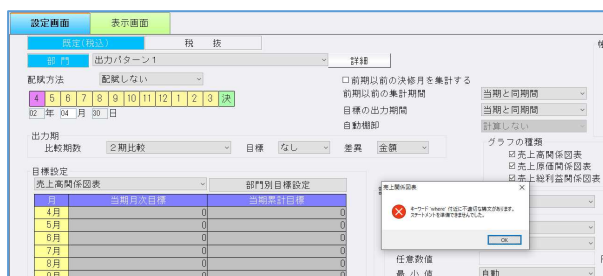 設定画面 表示画面
既定(税込) 税 抜
部 門 出力パターン1 詳細
配賦方法 配賦しない □前期以前の決修月を集計する
前期以前の集計期間 当期と同期間
4 5 6 7 8 9 10 11 12 1 2 3 決
目標の出力期間 当期と同期間
02 年 04 月 30 日
自動棚卸 計算しない
出力期
比較期数 2期比較 目標 なし 差異 金額
グラフの種類
☑売上高関係図表
☑売上原価関係図表
☑売上総利益関係図表
目標設定
売上高関係図表 部門別目標設定
月 当期月次目標 当期累計目標
4月 0 0
5月 0 0
6月 0 0
7月 0 0
8月 0 0
9月 0 0
売上関係図表
キーワード 'where' 付近に不適切な構文があります。
ステートメントを準備できませんでした。
OK
任意数値
最 小 値 自動